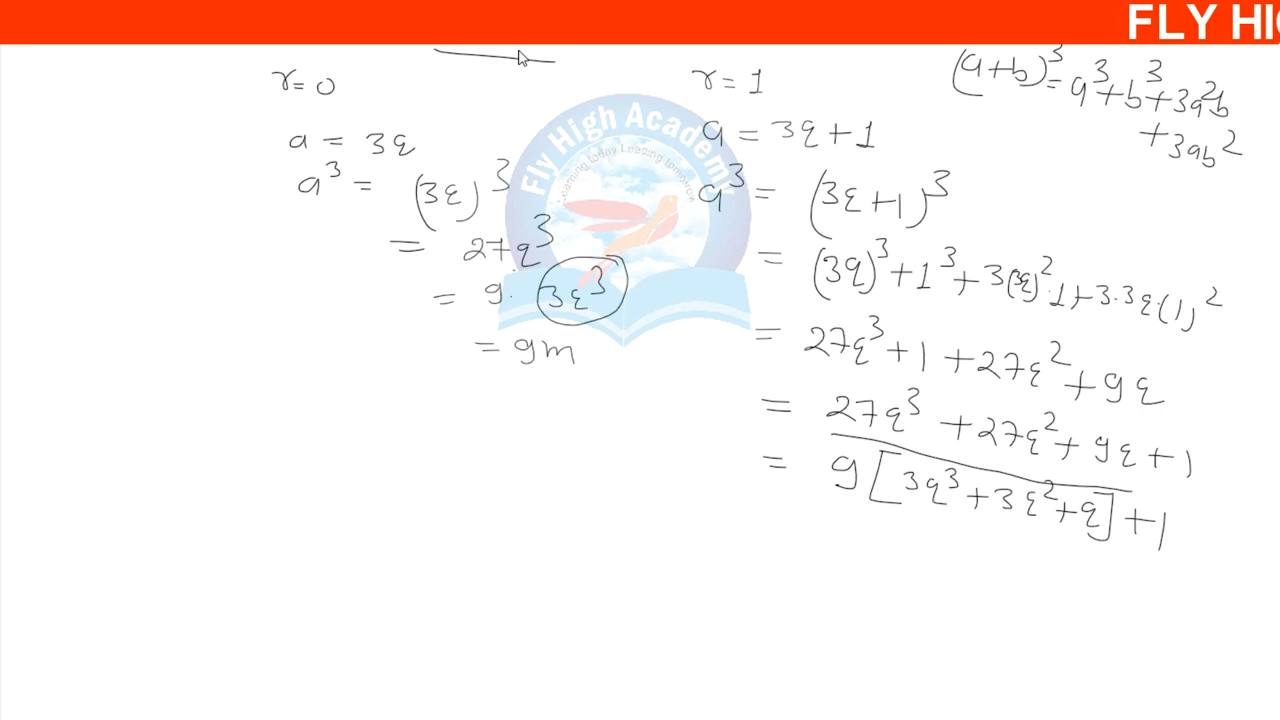 FLY HI
r = 0
a = 3q
a³ = (3q)³
= 27q³
= 9. 3q³
= 9m
r = 1
a = 3q + 1
a³ = (3q + 1)³
= (3q)³ + 1³ + 3(3q)².1 + 3.3q.(1)²
= 27q³ + 1 + 27q² + 9q
= 27q³ + 27q² + 9q + 1
= 9[3q³ + 3q² + q] + 1
(a+b)³ = a³ + b³ + 3a²b
+ 3ab²
Fly High Academy
Learning today Leading tomorrow